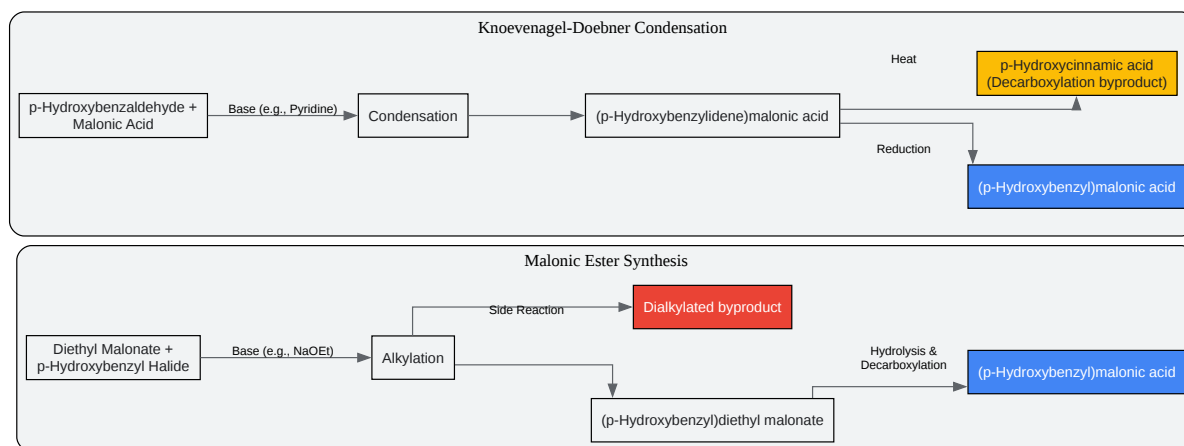 Knoevenagel-Doebner Condensation
Heat
p-Hydroxycinnamic acid
(Decarboxylation byproduct)
p-Hydroxybenzaldehyde +
Malonic Acid
Base (e.g., Pyridine)
Condensation
(p-Hydroxybenzylidene)malonic acid
Reduction
(p-Hydroxybenzyl)malonic acid
Malonic Ester Synthesis
Side Reaction
Dialkylated byproduct
Diethyl Malonate +
p-Hydroxybenzyl Halide
Base (e.g., NaOEt)
Alkylation
Hydrolysis &
Decarboxylation
(p-Hydroxybenzyl)malonic acid
(p-Hydroxybenzyl)diethyl malonate